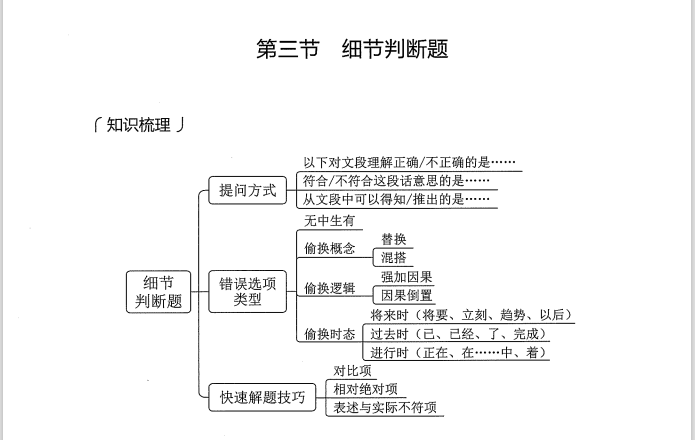 第三节 细节判断题
知识梳理
细节
判断题
提问方式
以下对文段理解正确/不正确的是……
符合/不符合这段话意思的是……
从文段中可以得知/推出的是……
错误选项
类型
无中生有
偷换概念
替换
混搭
偷换逻辑
强加因果
因果倒置
偷换时态
将来时（将要、立刻、趋势、以后）
过去时（已、已经、了、完成）
进行时（正在、在……中、着）
快速解题技巧
对比项
相对绝对项
表述与实际不符项